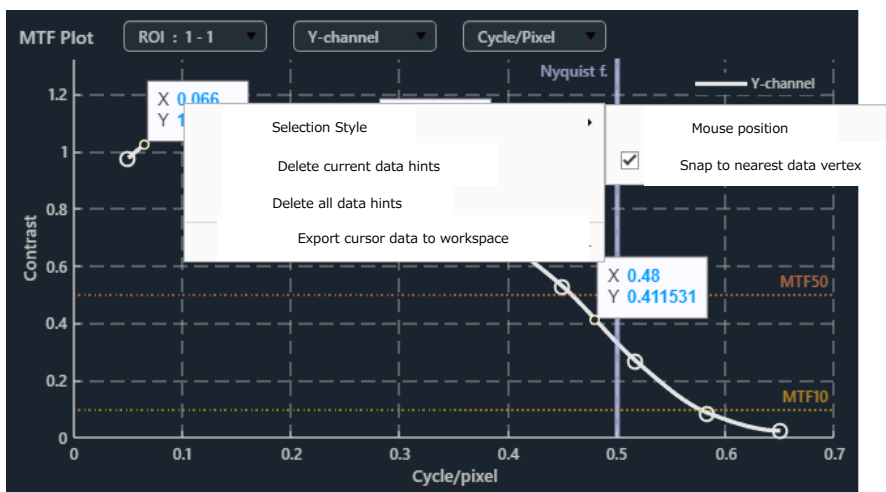 MTF Plot
ROI : 1 - 1
Y-channel
Cycle/Pixel
Nyquist f.
Y-channel
X 0.066
Y 1
Selection Style
Delete current data hints
Delete all data hints
Export cursor data to workspace
Mouse position
Snap to nearest data vertex
X 0.48
Y 0.411531
MTF50
MTF10
Contrast
1.2
1
0.8
0.6
0.4
0.2
0
0
0.1
0.2
0.3
0.4
0.5
0.6
0.7
Cycle/pixel